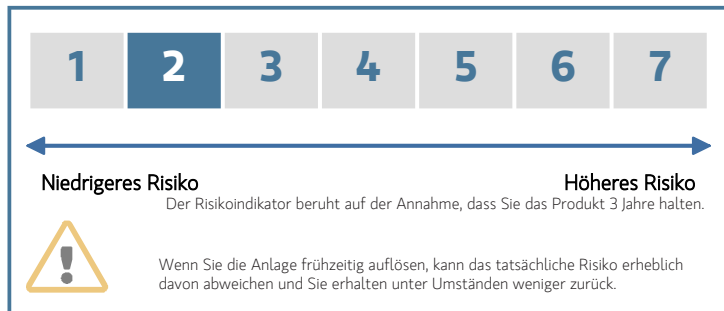 1 2 3 4 5 6 7
Niedrigeres Risiko Höheres Risiko
Der Risikoindikator beruht auf der Annahme, dass Sie das Produkt 3 Jahre halten.
Wenn Sie die Anlage frühzeitig auflösen, kann das tatsächliche Risiko erheblich
davon abweichen und Sie erhalten unter Umständen weniger zurück.